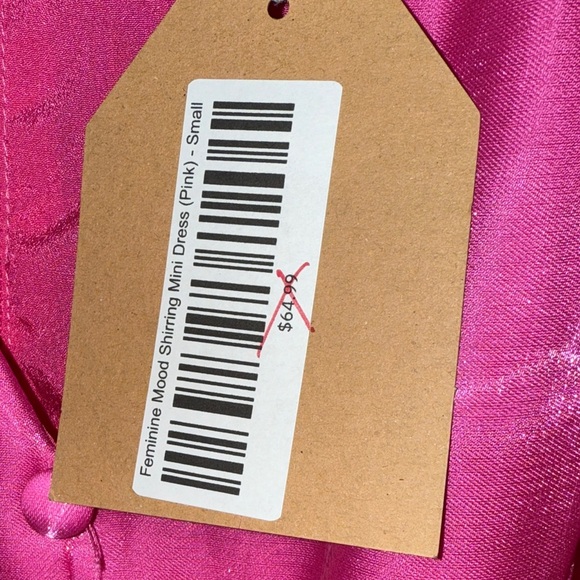 Feminine Mood Shirring Mini Dress (Pink) - Small
$64.99